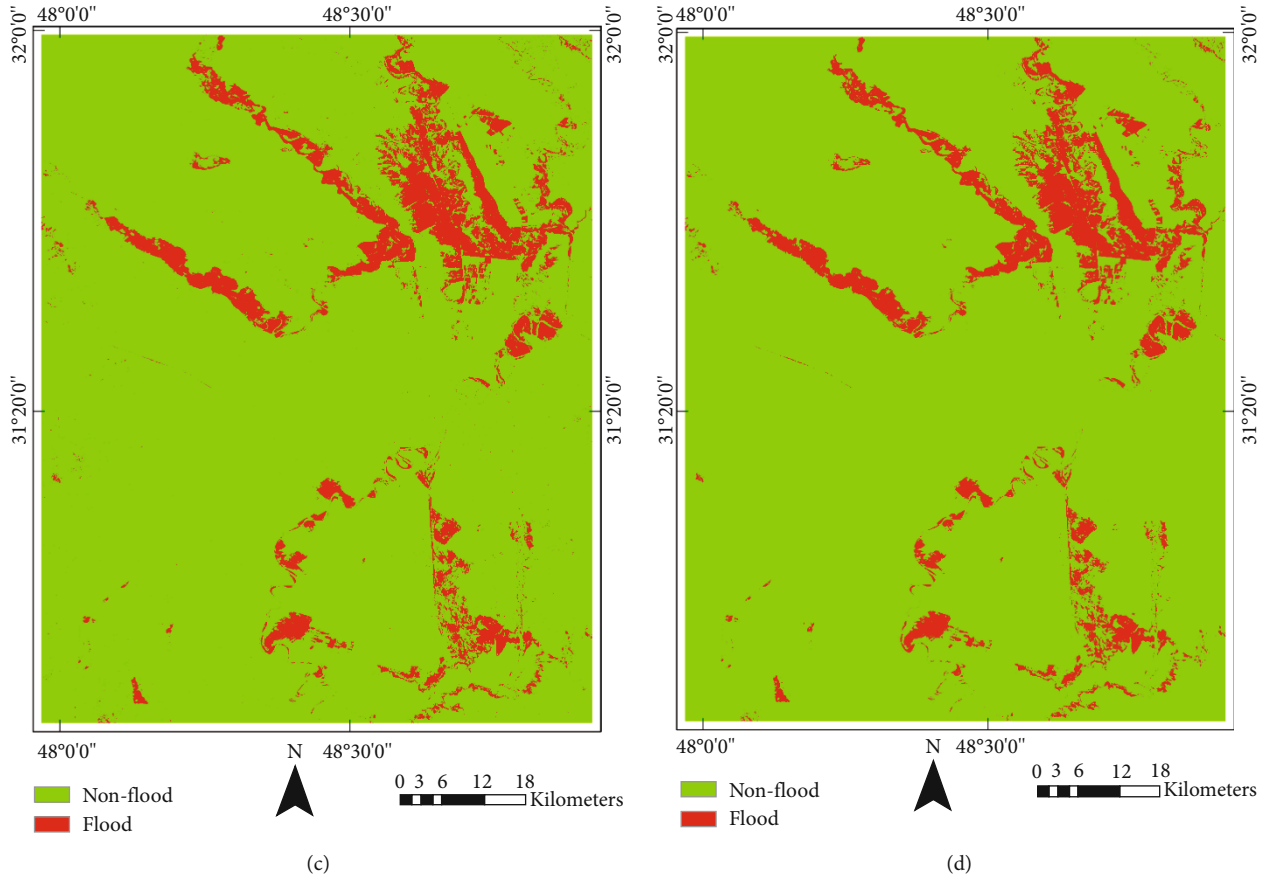 48°0'0" 48°30'0"
32°0'0" 32°0'0"
31°20'0" 31°20'0"
48°0'0" N 48°30'0"
Non-flood
Flood
0 3 6 12 18
Kilometers
(c)
48°0'0" 48°30'0"
32°0'0" 32°0'0"
31°20'0" 31°20'0"
48°0'0" N 48°30'0"
Non-flood
Flood
0 3 6 12 18
Kilometers
(d)